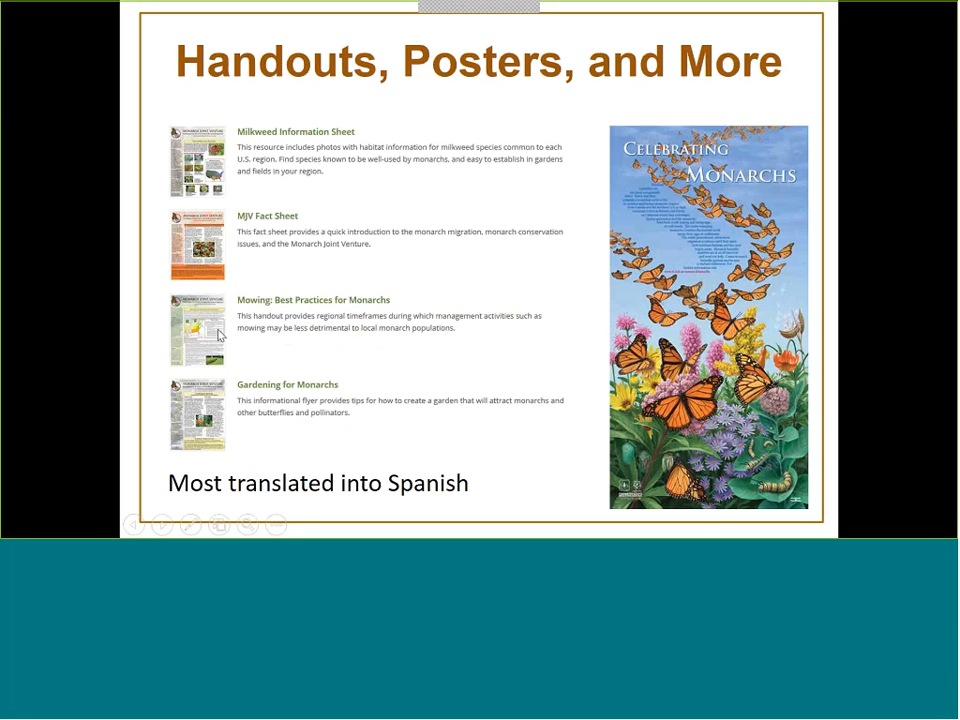 Handouts, Posters, and More
Milkweed Information Sheet
This resource includes photos with habitat information for milkweed species common to each
U.S. region. Find species known to be well-used by monarchs, and easy to establish in gardens
and fields in your region.
MJV Fact Sheet
This fact sheet provides a quick introduction to the monarch migration, monarch conservation
issues, and the Monarch Joint Venture.
Mowing: Best Practices for Monarchs
This handout provides regional timeframes during which management activities such as
mowing may be less detrimental to local monarch populations.
Gardening for Monarchs
This informational flyer provides tips for how to create a garden that will attract monarchs and
other butterflies and pollinators.
Most translated into Spanish
CELEBRATING
MONARCHS